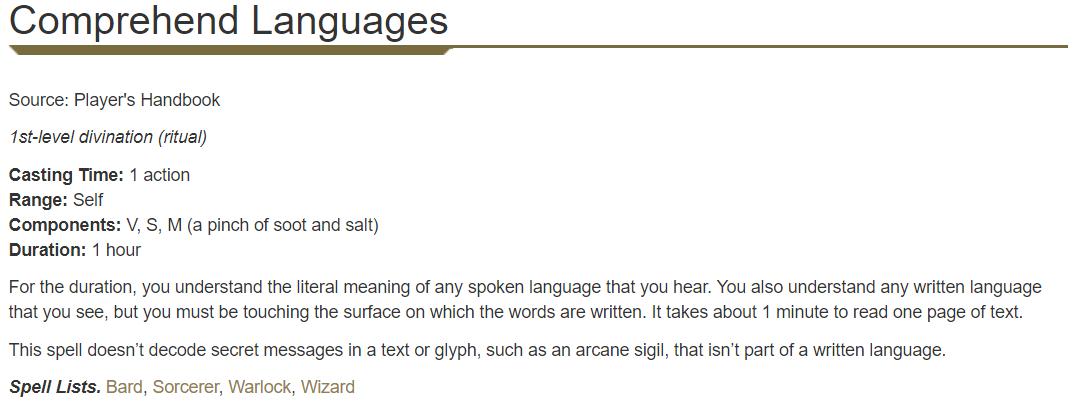 Comprehend Languages
Source: Player's Handbook
1st-level divination (ritual)
Casting Time: 1 action
Range: Self
Components: V, S, M (a pinch of soot and salt)
Duration: 1 hour
For the duration, you understand the literal meaning of any spoken language that you hear. You also understand any written language
that you see, but you must be touching the surface on which the words are written. It takes about 1 minute to read one page of text.
This spell doesn’t decode secret messages in a text or glyph, such as an arcane sigil, that isn’t part of a written language.
Spell Lists. Bard, Sorcerer, Warlock, Wizard